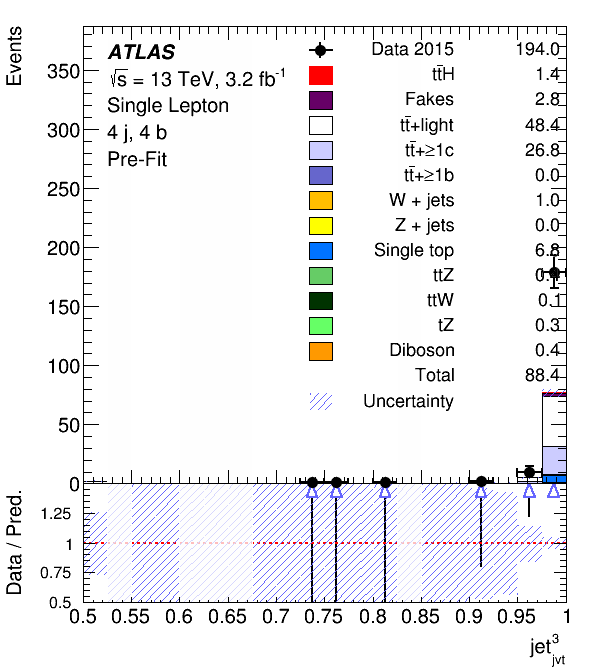 Events
ATLAS
√s = 13 TeV, 3.2 fb⁻¹
Single Lepton
4 j, 4 b
Pre-Fit
Data 2015 194.0
tt̄H 1.4
Fakes 2.8
tt̄+light 48.4
tt̄+≥1c 26.8
tt̄+≥1b 0.0
W + jets 1.0
Z + jets 0.0
Single top 6.8
ttZ
ttW 0.1
tZ 0.3
Diboson 0.4
Total 88.4
Uncertainty
350
300
250
200
150
100
50
0
Data / Pred.
1.25
1
0.75
0.5
0.5 0.55 0.6 0.65 0.7 0.75 0.8 0.85 0.9 0.95 1
jet³jvt